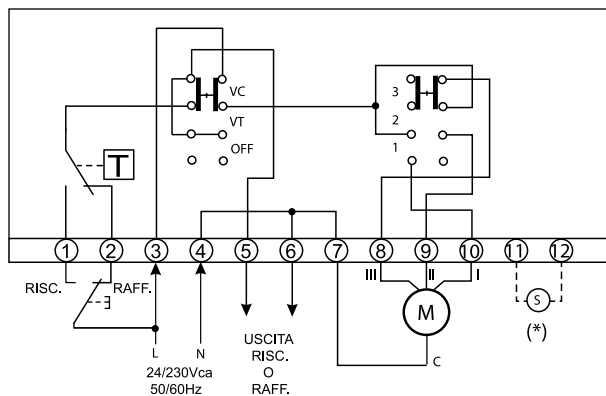 VC
VT
OFF
3
2
1
T
1 2 3 4 5 6 7 8 9 10 11 12
RISC. RAFF.
III II I
M
S
(*)
L N
24/230Vca
50/60Hz
USCITA
RISC.
O
RAFF.
C